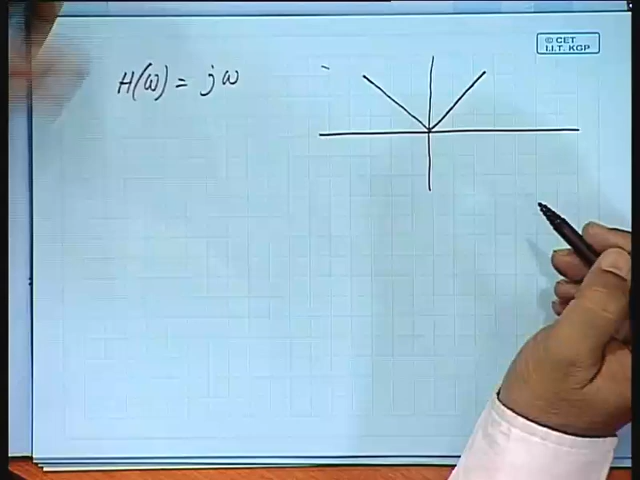 © CET
I.I.T. KGP
H(ω) = jω